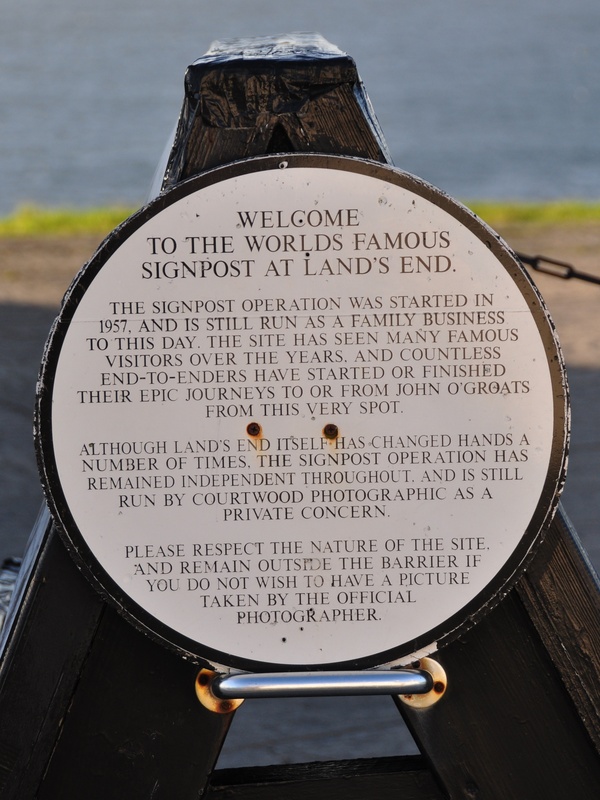 WELCOME
TO THE WORLDS FAMOUS
SIGNPOST AT LAND'S END.
THE SIGNPOST OPERATION WAS STARTED IN
1957, AND IS STILL RUN AS A FAMILY BUSINESS
TO THIS DAY. THE SITE HAS SEEN MANY FAMOUS
VISITORS OVER THE YEARS, AND COUNTLESS
END-TO-ENDERS HAVE STARTED OR FINISHED
THEIR EPIC JOURNEYS TO OR FROM JOHN O'GROATS
FROM THIS VERY SPOT.
ALTHOUGH LAND'S END ITSELF HAS CHANGED HANDS A
NUMBER OF TIMES, THE SIGNPOST OPERATION HAS
REMAINED INDEPENDENT THROUGHOUT, AND IS STILL
RUN BY COURTWOOD PHOTOGRAPHIC AS A
PRIVATE CONCERN.
PLEASE RESPECT THE NATURE OF THE SITE,
AND REMAIN OUTSIDE THE BARRIER IF
YOU DO NOT WISH TO HAVE A PICTURE
TAKEN BY THE OFFICIAL
PHOTOGRAPHER.